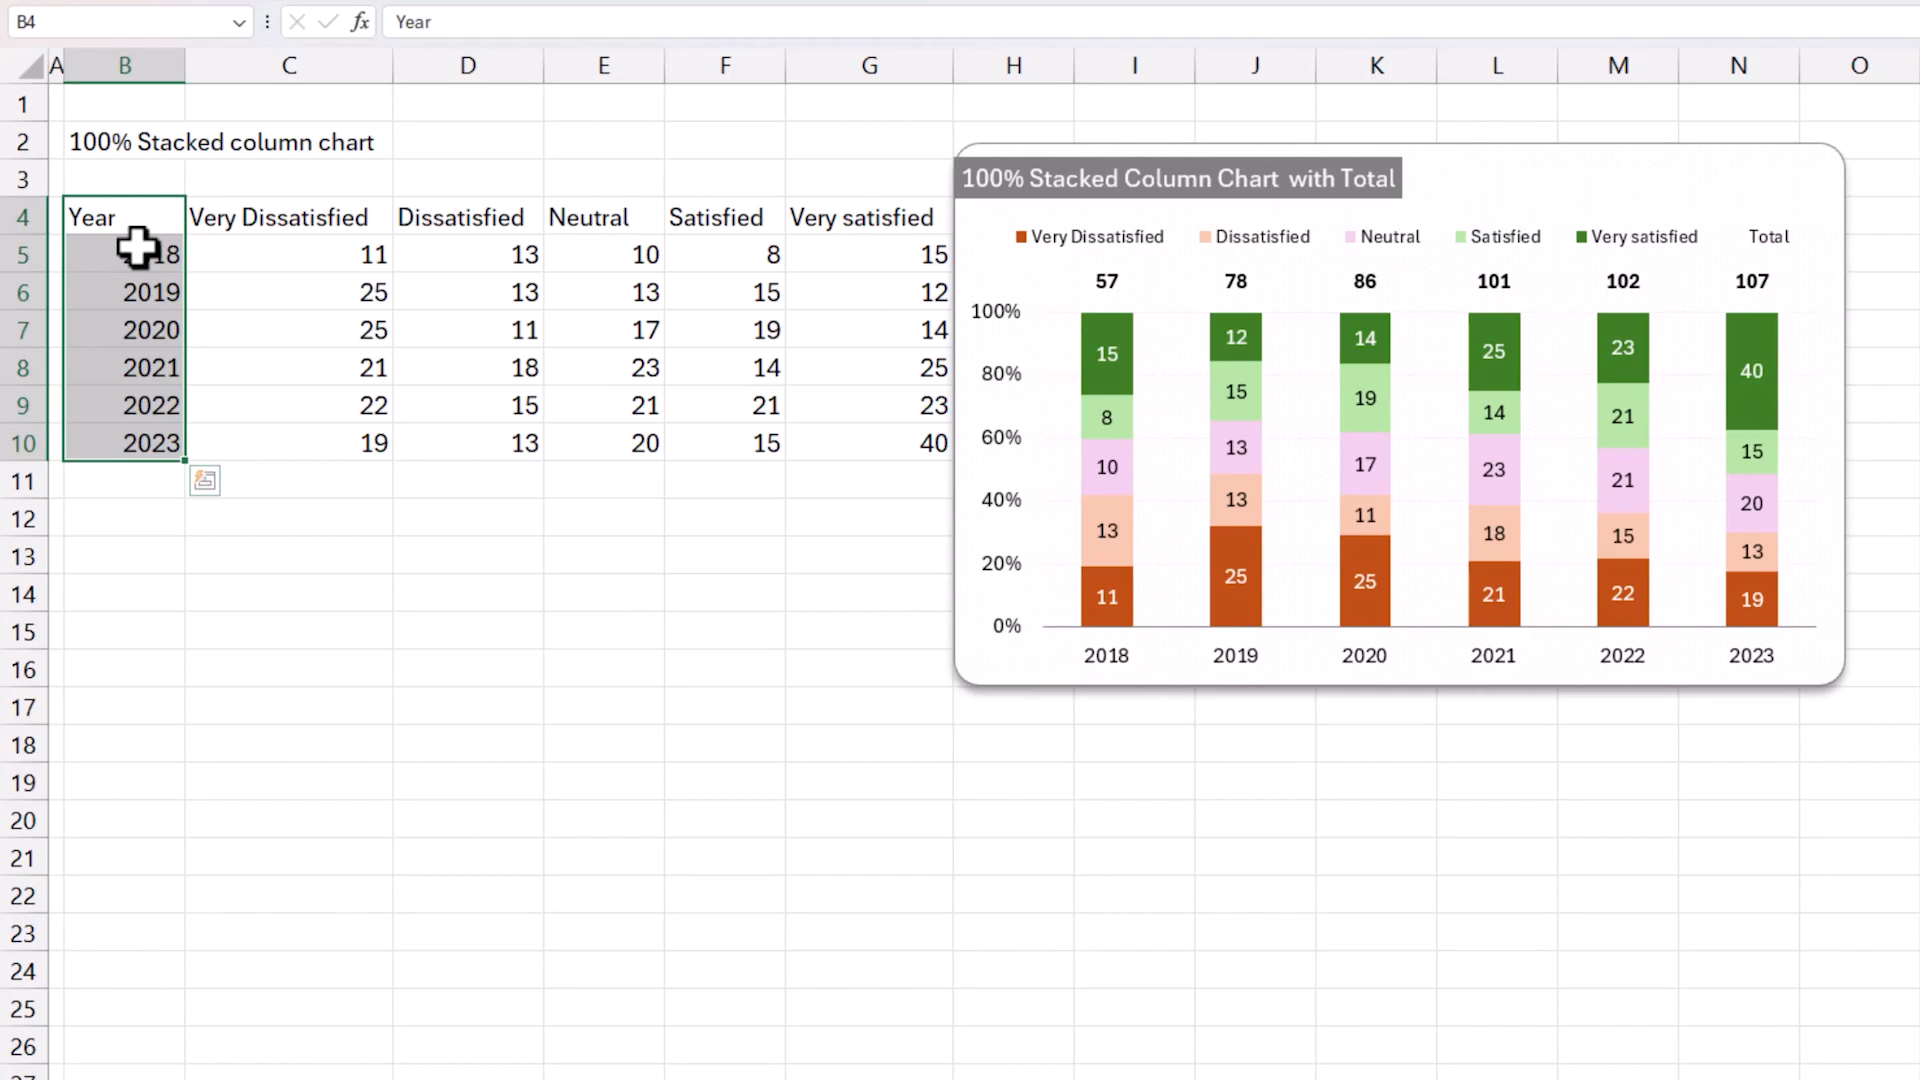 B4 fx Year
A B C D E F G H I J K L M N O
1
2 100% Stacked column chart
3
4 Year Very Dissatisfied Dissatisfied Neutral Satisfied Very satisfied
5 18 11 13 10 8 15
6 2019 25 13 13 15 12
7 2020 25 11 17 19 14
8 2021 21 18 23 14 25
9 2022 22 15 21 21 23
10 2023 19 13 20 15 40
11
12
13
14
15
16
17
18
19
20
21
22
23
24
25
26
100% Stacked Column Chart with Total
Very Dissatisfied Dissatisfied Neutral Satisfied Very satisfied Total
57 78 86 101 102 107
100%
80%
60%
40%
20%
0%
15 12 14 25 23 40
8 15 19 14 21 15
10 13 17 23 21 20
13 13 11 18 15 13
11 25 25 21 22 19
2018 2019 2020 2021 2022 2023